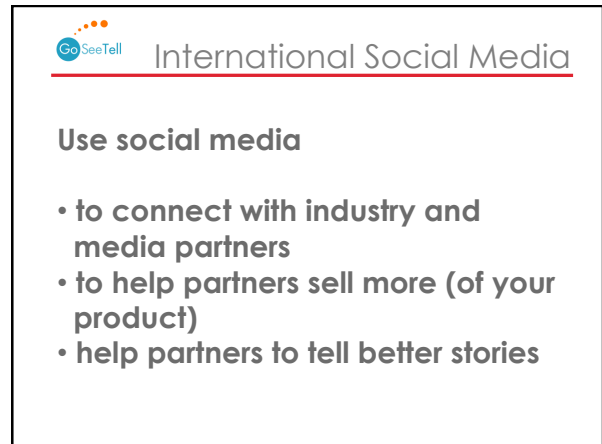 GoSeeTell
International Social Media
Use social media
• to connect with industry and
media partners
• to help partners sell more (of your
product)
• help partners to tell better stories